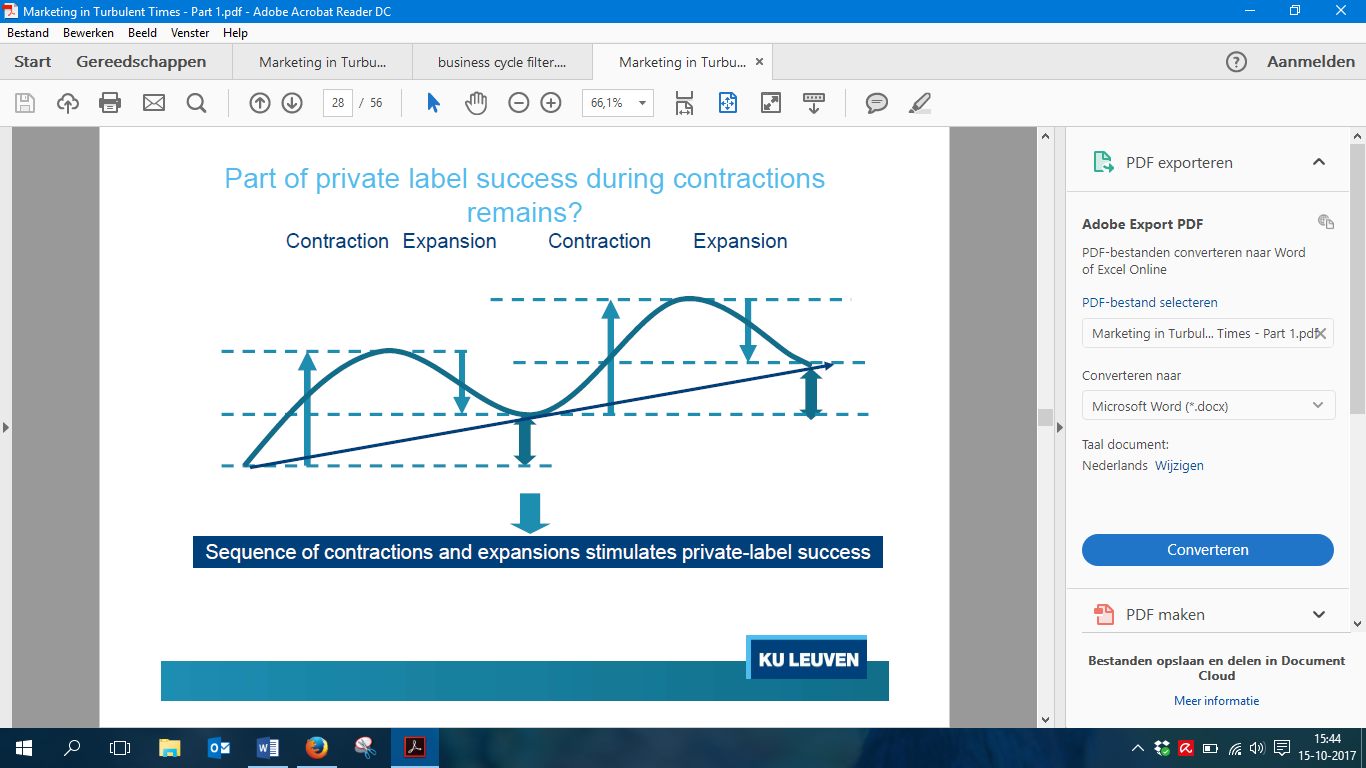 Marketing in Turbulent Times - Part 1.pdf - Adobe Acrobat Reader DC
Bestand Bewerken Beeld Venster Help
Start Gereedschappen Marketing in Turbu... business cycle filter.... Marketing in Turbu... Aanmelden
28 / 56 66,1%
Part of private label success during contractions
remains?
Contraction Expansion Contraction Expansion
Sequence of contractions and expansions stimulates private-label success
KU LEUVEN
PDF exporteren
Adobe Export PDF
PDF-bestanden converteren naar Word
of Excel Online
PDF-bestand selecteren
Marketing in Turbul... Times - Part 1.pdf
Converteren naar
Microsoft Word (*.docx)
Taal document:
Nederlands Wijzigen
Converteren
PDF maken
Bestanden opslaan en delen in Document
Cloud
Meer informatie
15:44
15-10-2017